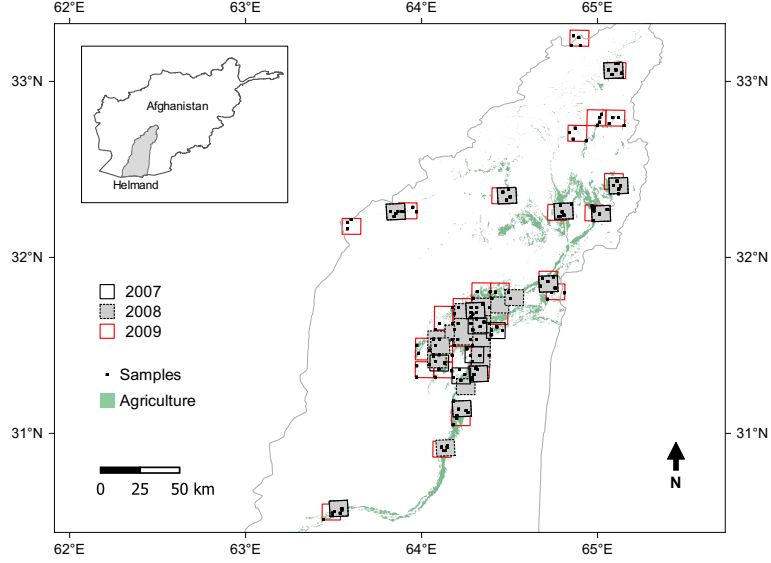 62°E 63°E 64°E 65°E
33°N 33°N
Afghanistan
Helmand
32°N 32°N
2007
2008
2009
Samples
Agriculture
31°N 31°N
0 25 50 km
N
62°E 63°E 64°E 65°E